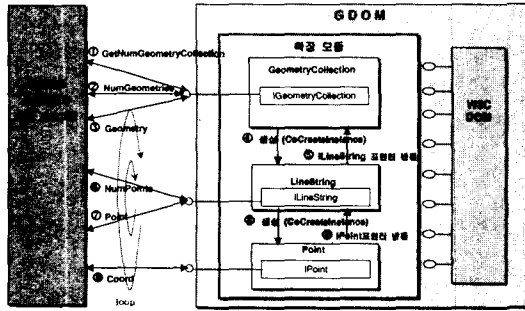 GDOM
확장 모듈
① GetNumGeometryCollection
GeometryCollection
② NumGeometries
IGeometryCollection
W3C
DOM
③ Geometry
④ 생성 (CoCreateInstance)
⑤ ILineString 포인터 반환
LineString
⑥ NumPoints
ILineString
⑦ Point
생성 (CoCreateInstance)
IPoint포인터 반환
Point
IPoint
Coord
loop